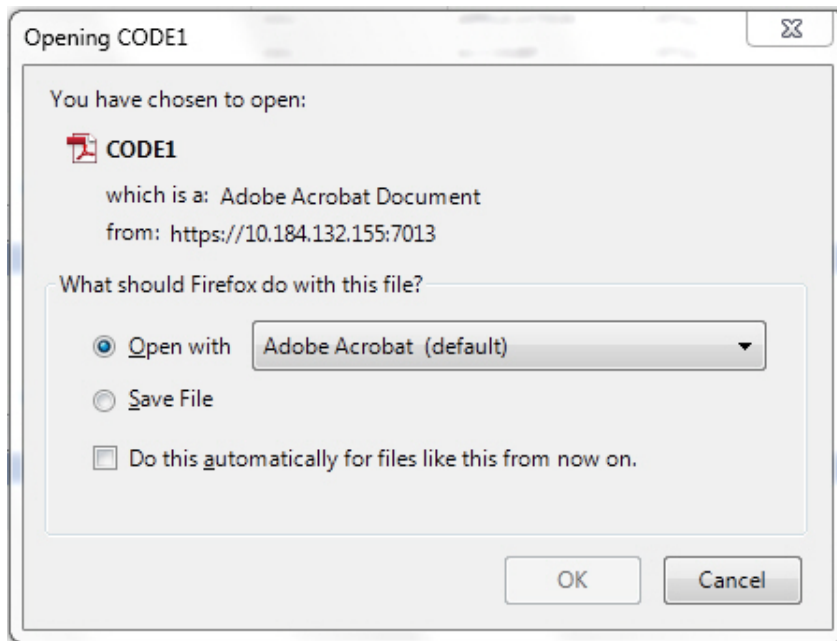 Opening CODE1
You have chosen to open:
CODE1
which is a: Adobe Acrobat Document
from: https://10.184.132.155:7013
What should Firefox do with this file?
Open with Adobe Acrobat (default)
Save File
Do this automatically for files like this from now on.
OK Cancel